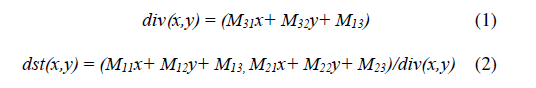 div(x,y) = (M₃₁x+ M₃₂y+ M₁₃) (1)
dst(x,y) = (M₁₁x+ M₁₂y+ M₁₃, M₂₁x+ M₂₂y+ M₂₃)/div(x,y) (2)